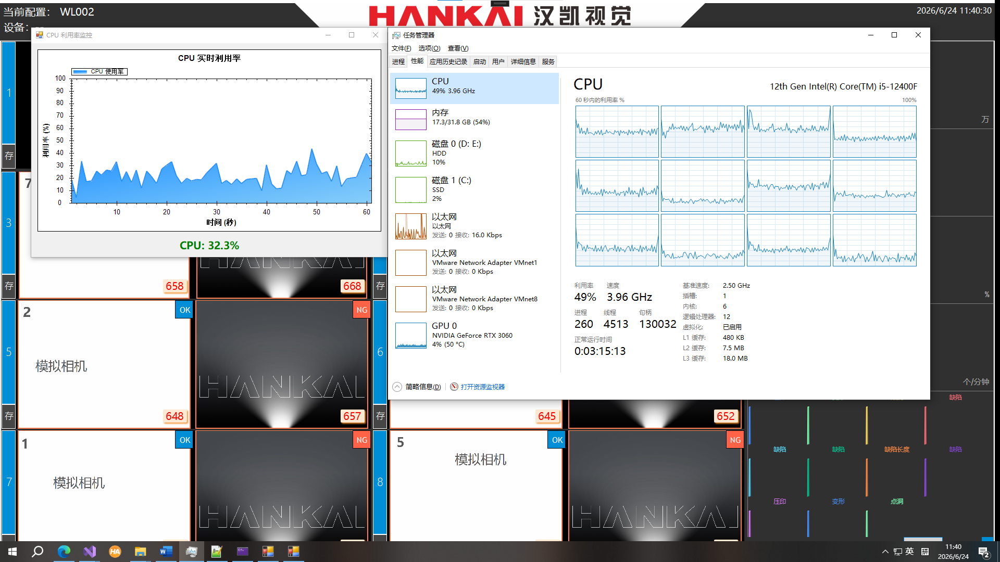 当前配置： WL002
设备:
HANKAI 汉凯视觉
2026/6/24 11:40:30
CPU 利用率监控
CPU 实时利用率
CPU 使用率
100
90
80
70
60
50
40
30
20
10
0
利用率 (%)
10
20
30
40
50
60
时间 (秒)
CPU: 32.3%
任务管理器
文件(F) 选项(O) 查看(V)
进程 性能 应用历史记录 启动 用户 详细信息 服务
CPU
49% 3.96 GHz
内存
17.3/31.8 GB (54%)
磁盘 0 (D: E:)
HDD
10%
磁盘 1 (C:)
SSD
2%
以太网
以太网
发送: 0 接收: 16.0 Kbps
以太网
VMware Network Adapter VMnet1
发送: 0 接收: 0 Kbps
以太网
VMware Network Adapter VMnet8
发送: 0 接收: 0 Kbps
GPU 0
NVIDIA GeForce RTX 3060
4% (50 °C)
CPU
12th Gen Intel(R) Core(TM) i5-12400F
60 秒内的利用率 %
100%
利用率 速度
49% 3.96 GHz
进程 线程 句柄
260 4513 130032
正常运行时间
0:03:15:13
基准速度: 2.50 GHz
插槽: 1
内核: 6
逻辑处理器: 12
虚拟化: 已启用
L1 缓存: 480 KB
L2 缓存: 7.5 MB
L3 缓存: 18.0 MB
简略信息(D)
打开资源监视器
1
存
3
7
658
668
存
存
5
2
OK
模拟相机
648
NG
HANKAI
657
6
存
存
645
652
7
1
OK
模拟相机
NG
HANKAI
8
5
OK
模拟相机
NG
HANKAI
万
%
个/分钟
缺陷
缺陷
缺陷
缺陷长度
缺陷
压印
变形
点洞
英
11:40
2026/6/24
2